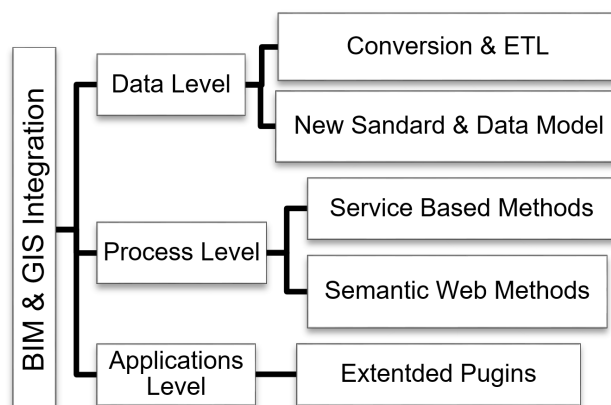 BIM & GIS Integration
Data Level
Conversion & ETL
New Sandard & Data Model
Process Level
Service Based Methods
Semantic Web Methods
Applications
Level
Extentded Pugins